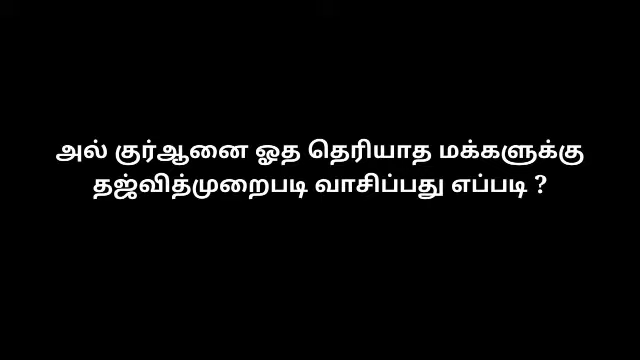 அல் குர்ஆனை ஓத தெரியாத மக்களுக்கு
தஜ்வித்முறைபடி வாசிப்பது எப்படி ?